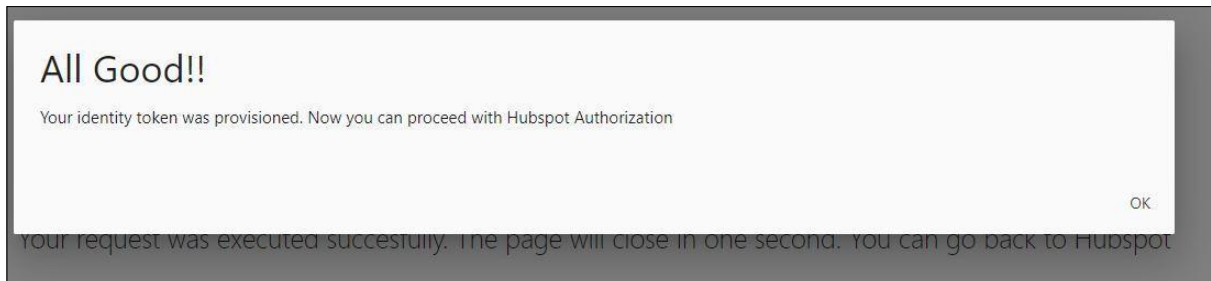 All Good!!
Your identity token was provisioned. Now you can proceed with Hubspot Authorization
OK
Your request was executed succesfully. The page will close in one second. You can go back to Hubspot